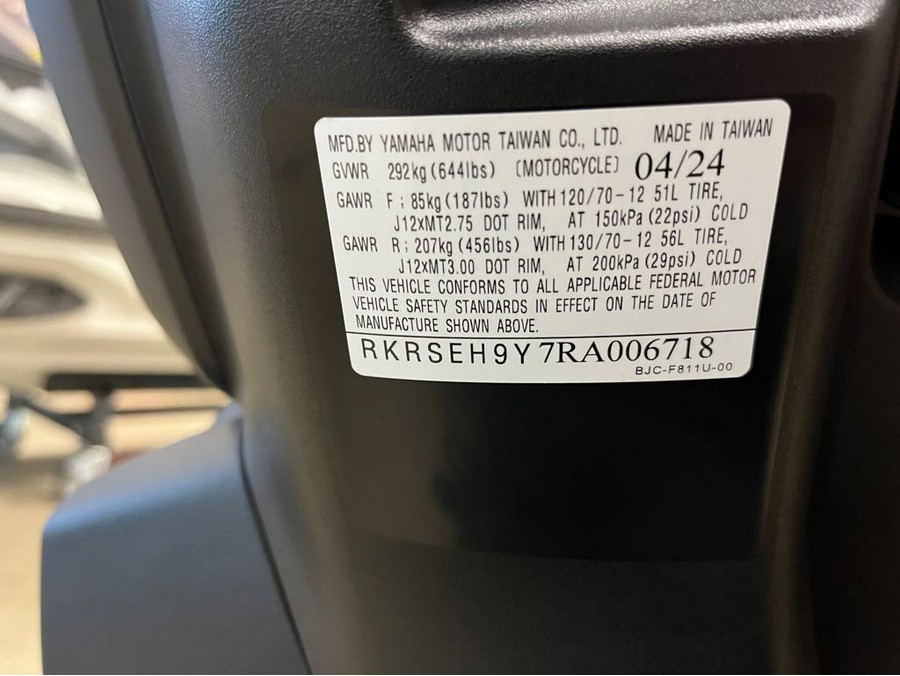 MFD.BY YAMAHA MOTOR TAIWAN CO., LTD. MADE IN TAIWAN
GVWR 292kg(644lbs) (MOTORCYCLE) 04/24
GAWR F ; 85kg(187lbs) WITH 120/70-12 51L TIRE,
J12xMT2.75 DOT RIM, AT 150kPa(22psi) COLD
GAWR R ; 207kg(456lbs) WITH 130/70-12 56L TIRE,
J12xMT3.00 DOT RIM, AT 200kPa(29psi) COLD
THIS VEHICLE CONFORMS TO ALL APPLICABLE FEDERAL MOTOR
VEHICLE SAFETY STANDARDS IN EFFECT ON THE DATE OF
MANUFACTURE SHOWN ABOVE.
RKRSEH9Y7RA006718
BJC-F811U-00